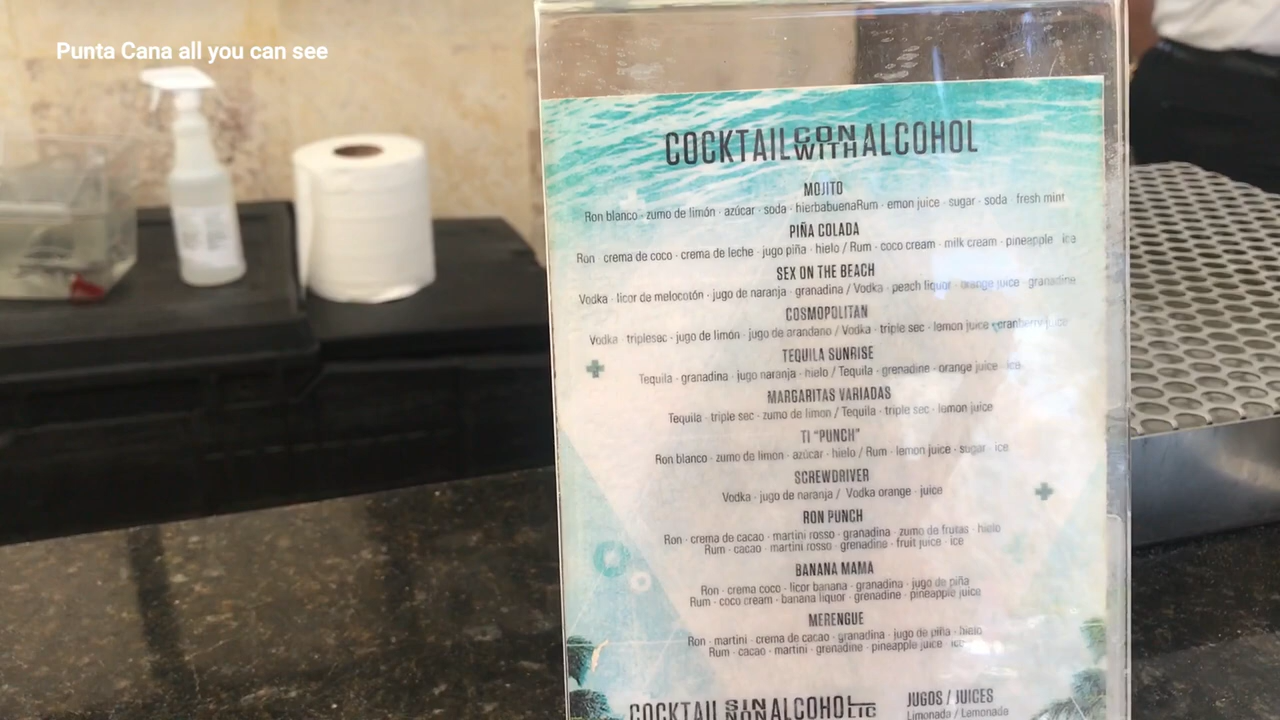 Punta Cana all you can see
COCKTAIL CON WITH ALCOHOL
MOJITO
Ron blanco · zumo de limón · azúcar · soda · hierbabuenaRum · emon juice · sugar · soda fresh mint
PIÑA COLADA
Ron crema de coco · crema de leche · jugo piña · hielo / Rum · coco cream · milk cream · pineapple ice
SEX ON THE BEACH
Vodka · licor de melocotón · jugo de naranja · granadina / Vodka · peach liquor · orange juice · granadine
COSMOPOLITAN
Vodka triplesec · jugo de limón · jugo de arandano / Vodka · triple sec · lemon juice · cranberry juice
TEQUILA SUNRISE
Tequila · granadina · jugo naranja · hielo / Tequila · grenadine · orange juice · ice
MARGARITAS VARIADAS
Tequila · triple sec · zumo de limon / Tequila · triple sec · lemon juice
TI "PUNCH"
Ron blanco · zumo de limón · azúcar · hielo / Rum · lemon juice · sugar · ice
SCREWDRIVER
Vodka · jugo de naranja / Vodka orange · juice
RON PUNCH
Ron · crema de cacao · martini rosso · granadina · zumo de frutas · hielo
Rum · cacao · martini rosso · grenadine · fruit juice · ice
BANANA MAMA
Ron · crema coco · licor banana · granadina · jugo de piña
Rum · coco cream · banana liquor · grenadine · pineapple juice
MERENGUE
Ron · martini · crema de cacao · granadina · jugo de piña · hielo
Rum · cacao · martini · grenadine · pineapple juice · ice
COCKTAIL SIN NON ALCOHOLIC
JUGOS / JUICES
Limonada / Lemonade